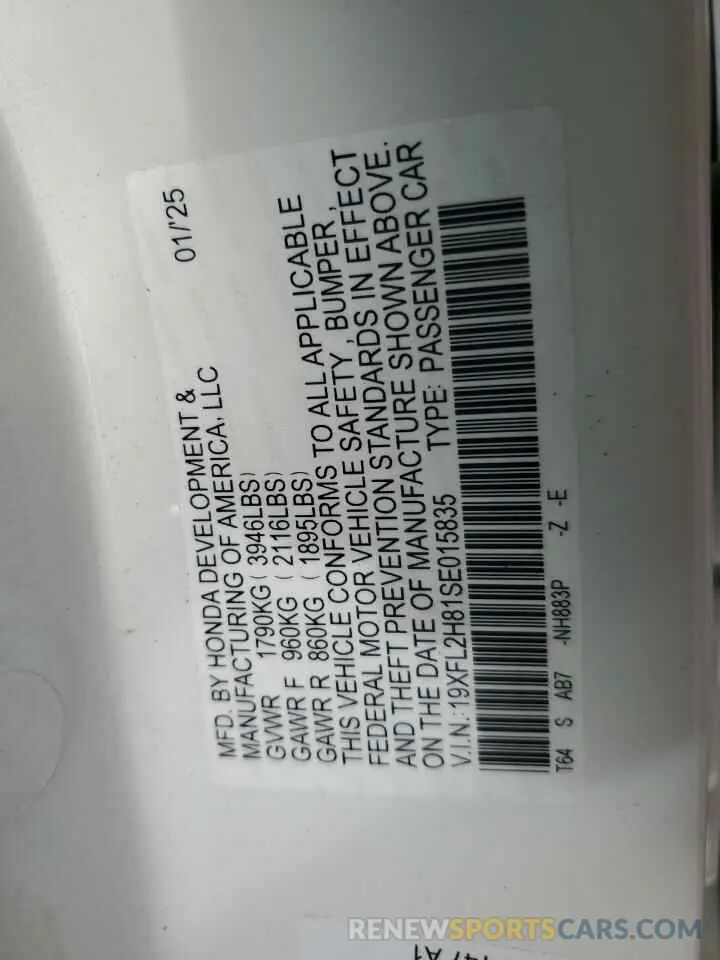 MFD. BY HONDA DEVELOPMENT & 01/'25
MANUFACTURING OF AMERICA, LLC
GVWR 1790KG ( 3946LBS)
GAWR F 960KG ( 2116LBS)
GAWR R 860KG ( 1895LBS)
THIS VEHICLE CONFORMS TO ALL APPLICABLE
FEDERAL MOTOR VEHICLE SAFETY , BUMPER ,
AND THEFT PREVENTION STANDARDS IN EFFECT
ON THE DATE OF MANUFACTURE SHOWN ABOVE.
V.I.N.: 19XFL2H81SE015835 TYPE: PASSENGER CAR
T64 S AB7 -NH883P -Z -E
RENEWSPORTSCARS.COM